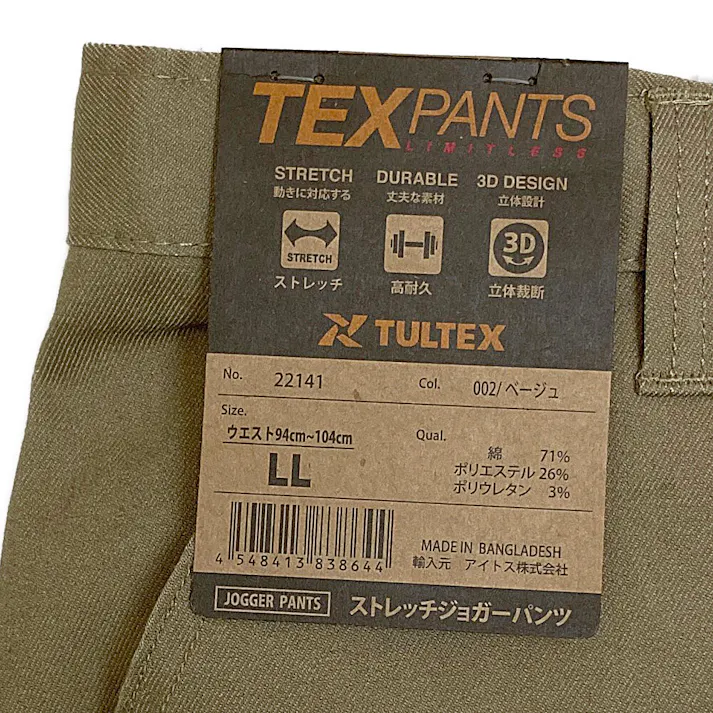 TEXPANTS
LIMITLESS
STRETCH DURABLE 3D DESIGN
動きに対応する 丈夫な素材 立体設計
STRETCH 3D
ストレッチ 高耐久 立体裁断
TULTEX
No. 22141 Col. 002/ベージュ
Size.
ウエスト94cm~104cm Qual.
LL
綿 71%
ポリエステル 26%
ポリウレタン 3%
4 548413 838644
MADE IN BANGLADESH
輸入元 アイトス株式会社
JOGGER PANTS ストレッチジョガーパンツ